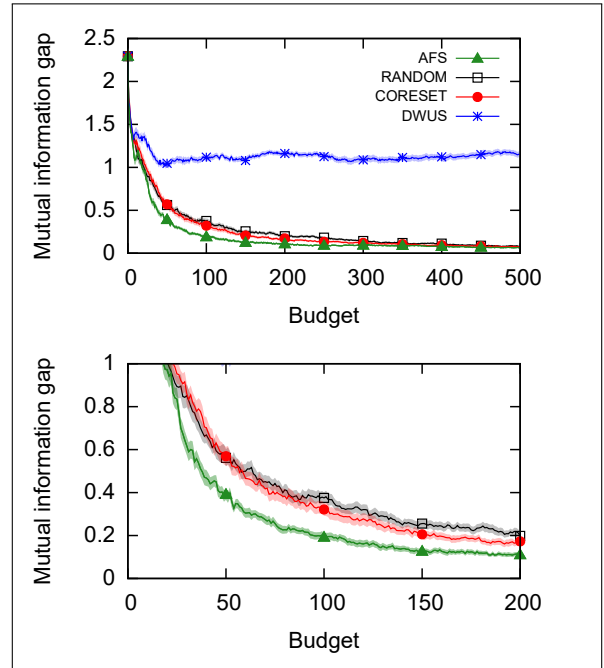 2.5
2
1.5
1
0.5
0
Mutual information gap
AFS
RANDOM
CORESET
DWUS
0 100 200 300 400 500
Budget
1
0.8
0.6
0.4
0.2
0
Mutual information gap
0 50 100 150 200
Budget